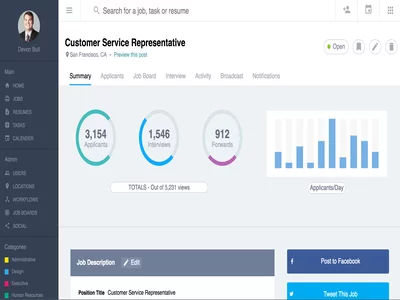 Devon Bull
Main
HOME
JOBS
RESUMES
TASKS
CALENDER
Admin
USERS
LOCATIONS
WORKFLOWS
JOB BOARDS
SOCIAL
Categories
Administrative
Design
Executive
Human Resources
Search for a job, task or resume
Customer Service Representative
San Francisco, CA - Preview this post
Open
Summary Applicants Job Board Interview Activity Broadcast Notifications
3,154
Applicants
1,546
Interviews
912
Forwards
TOTALS - Out of 5,231 views
Applicants/Day
Job Description Edit
Position Title Customer Service Representative
f Post to Facebook
Tweet This Job